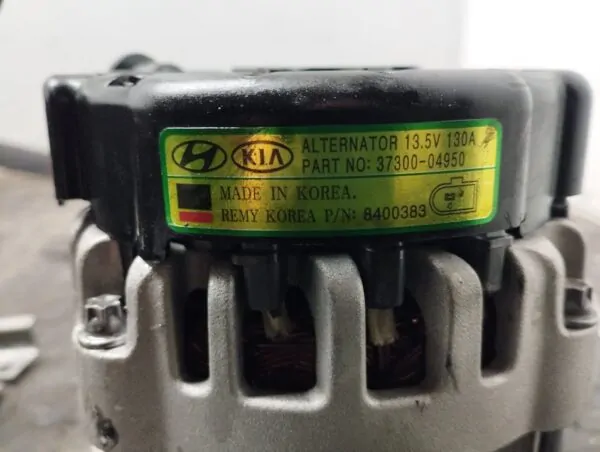 KIA ALTERNATOR 13.5V 130A
PART NO: 37300-04950
MADE IN KOREA.
REMY KOREA P/N: 8400383